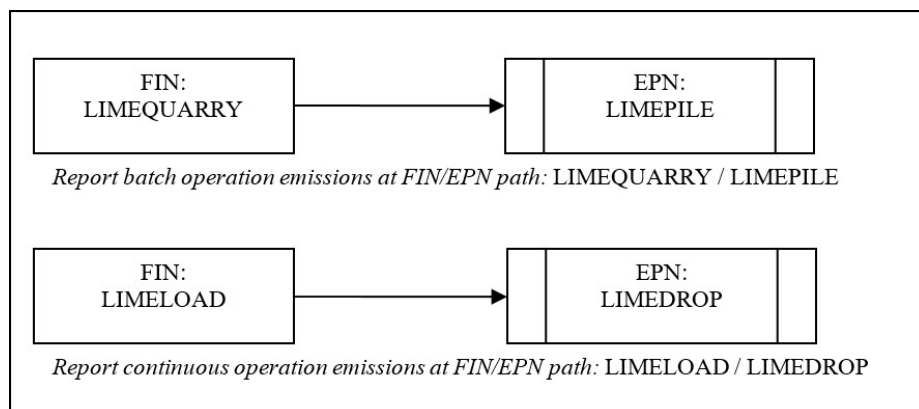 FIN:
LIMEQUARRY
EPN:
LIMEPILE
Report batch operation emissions at FIN/EPN path: LIMEQUARRY / LIMEPILE
FIN:
LIMELOAD
EPN:
LIMEDROP
Report continuous operation emissions at FIN/EPN path: LIMELOAD / LIMEDROP